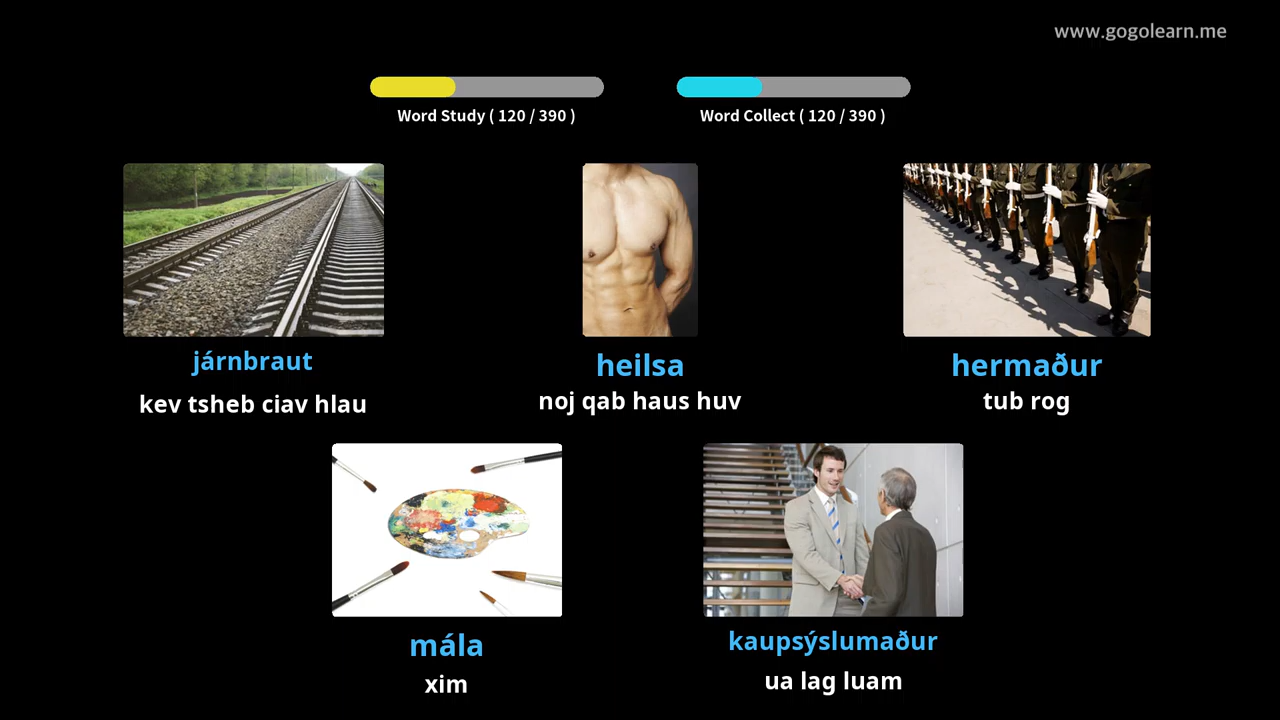 www.gogolearn.me
Word Study ( 120 / 390 )
Word Collect ( 120 / 390 )
járnbraut
kev tsheb ciav hlau
heilsa
noj qab haus huv
hermaður
tub rog
mála
xim
kaupsýslumaður
ua lag luam